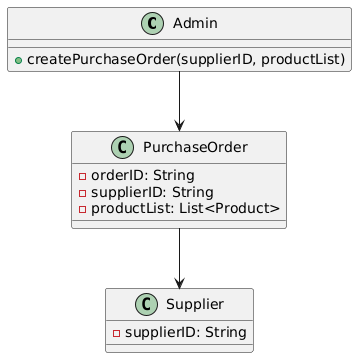 C Admin
createPurchaseOrder(supplierID, productList)
C PurchaseOrder
orderID: String
supplierID: String
productList: List<Product>
C Supplier
supplierID: String